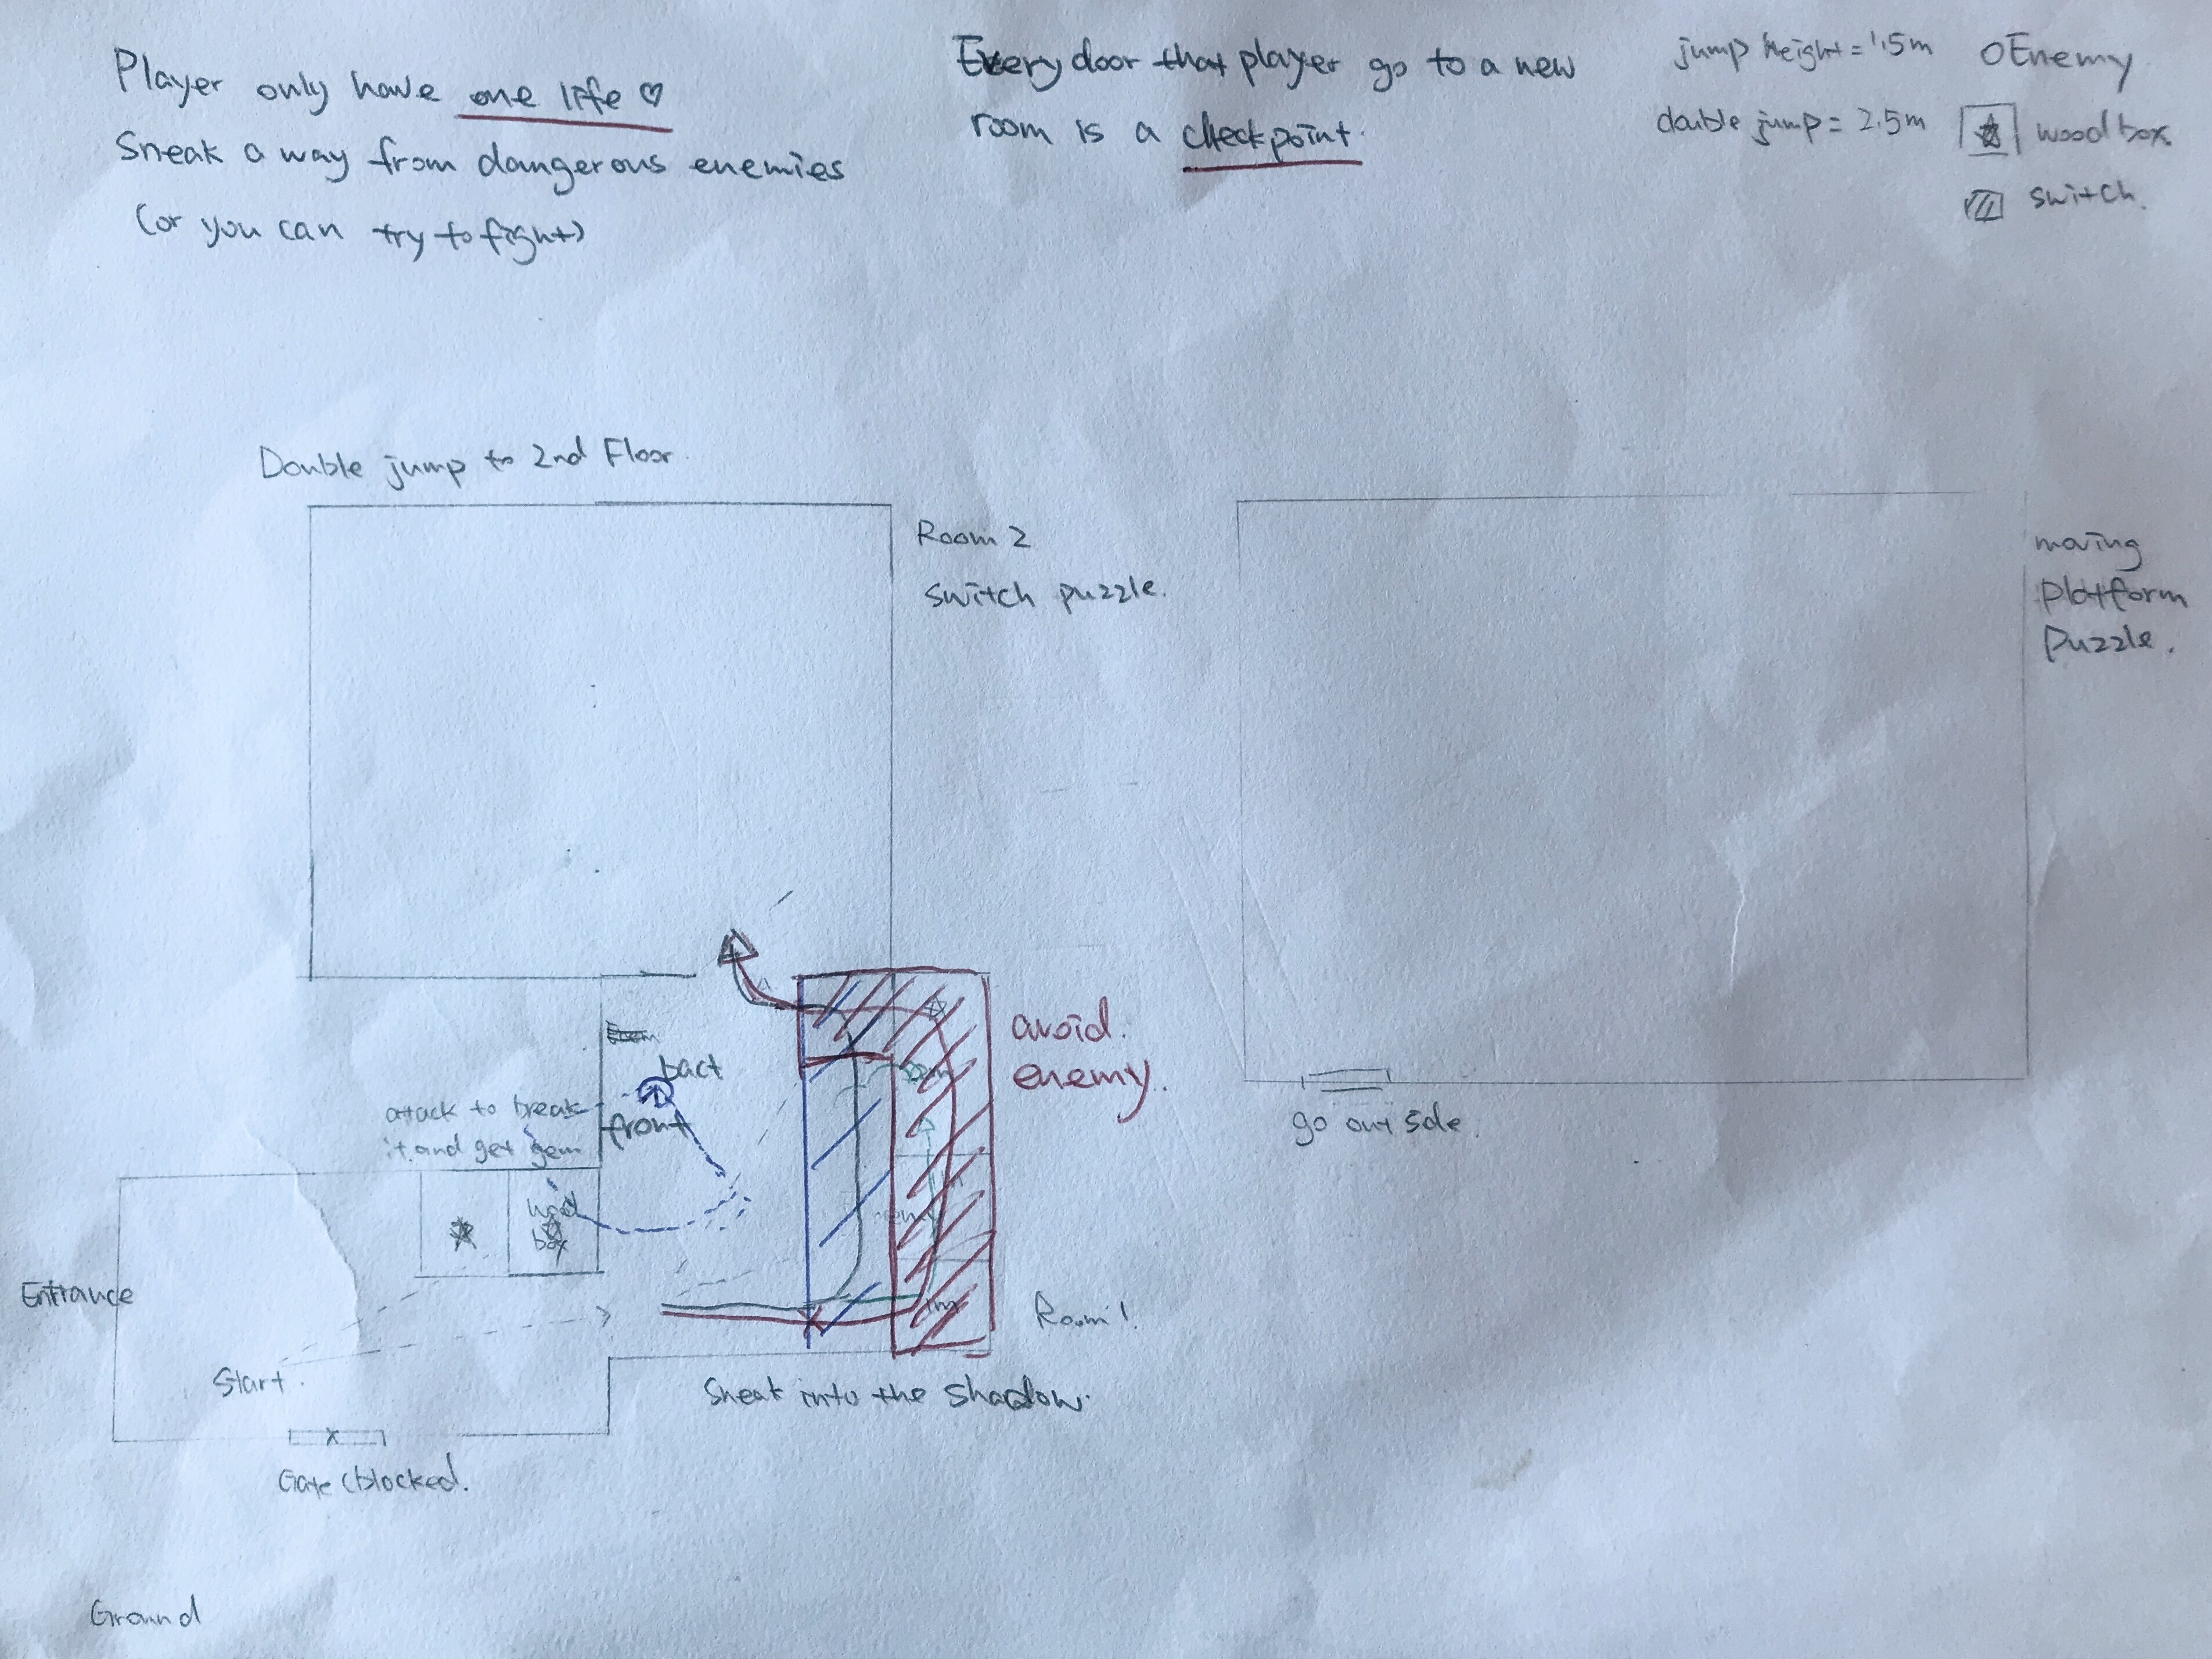 Player only have one life ♡
Sneak a way from dangerous enemies
(or you can try to fight)
Every door that player go to a new
room is a checkpoint.
jump height = 1.5m
double jump = 2.5m
O Enemy
wood box
switch.
Double jump to 2nd Floor.
Room 2
switch puzzle.
moving
platform
puzzle.
go out side.
avoid.
enemy.
back
front
attack to break
it and get gem
wood
box
Entrance
Start.
1m
Room 1.
Sneak into the shadow.
Gate (blocked.
Ground